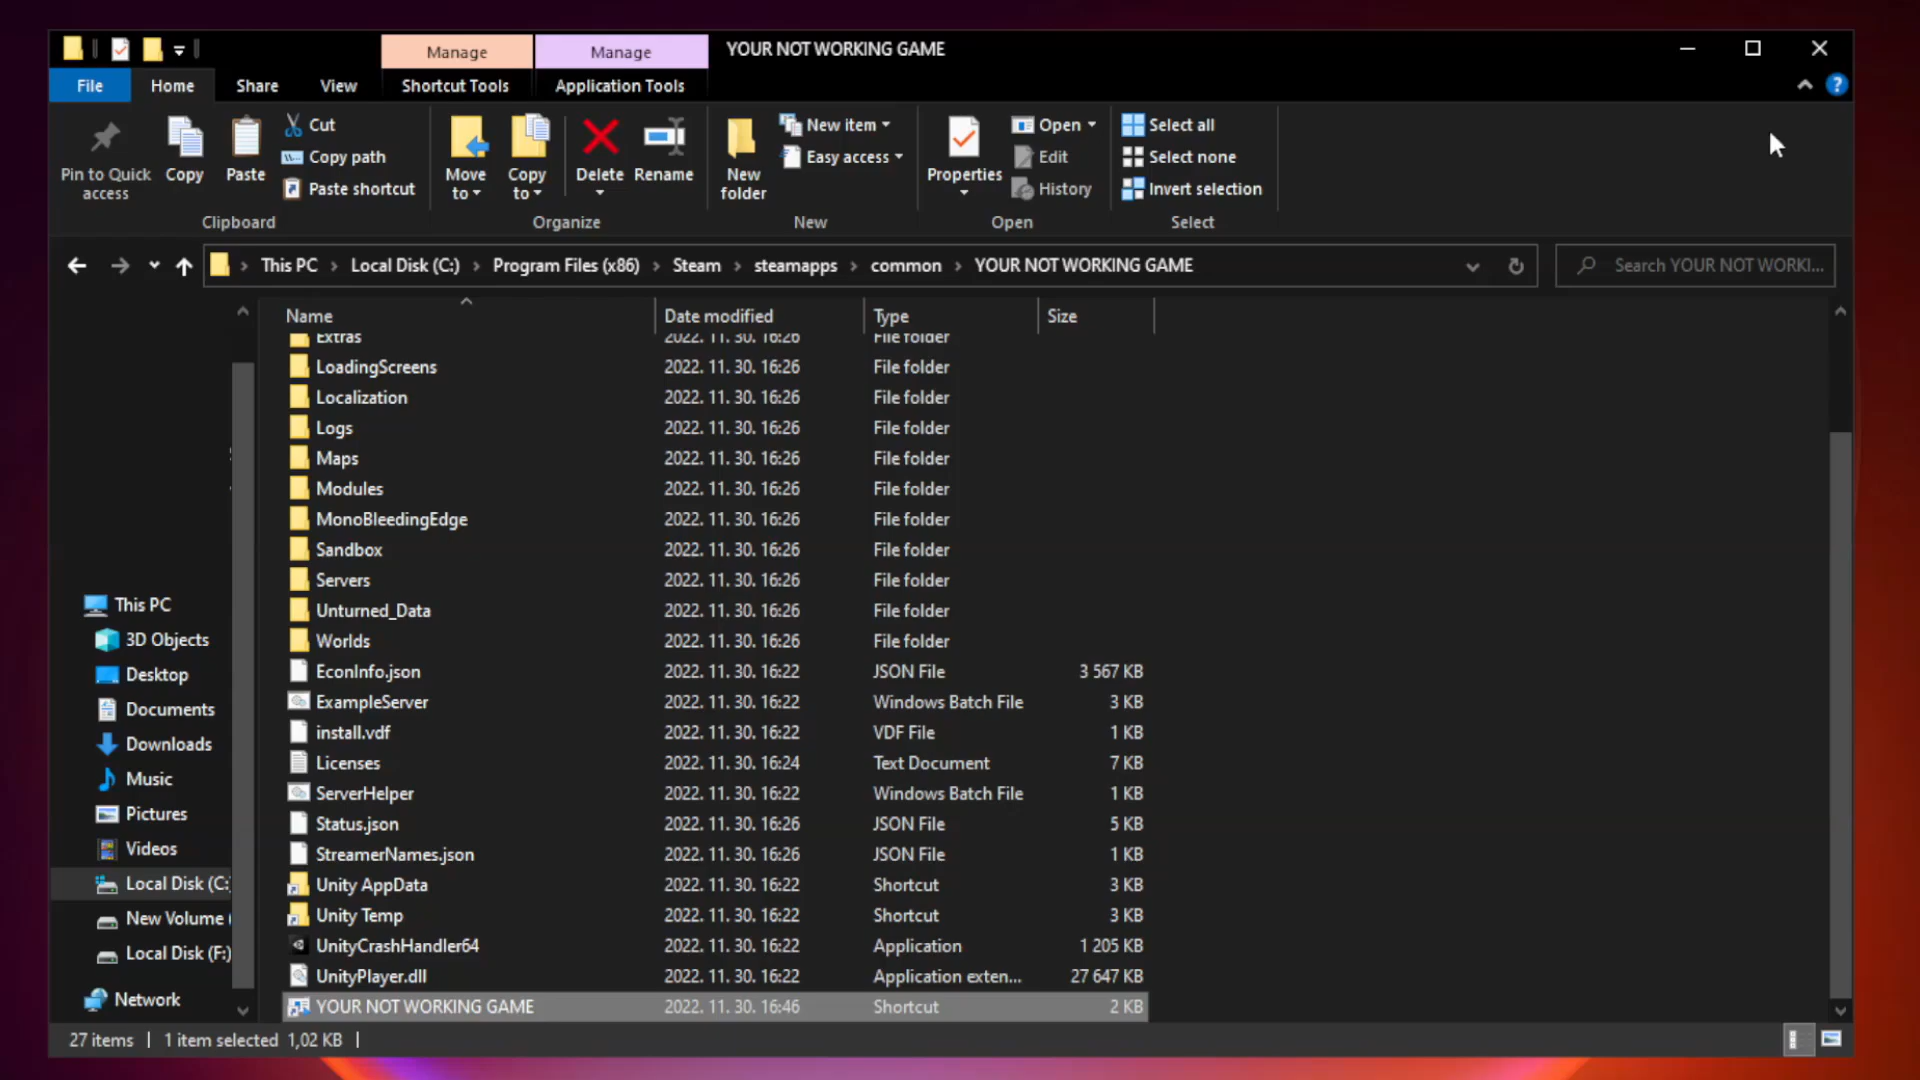 Manage
Manage
YOUR NOT WORKING GAME
File
Home
Share
View
Shortcut Tools
Application Tools
?
Pin to Quick access
Copy
Paste
Cut
Copy path
Paste shortcut
Clipboard
Move to
Copy to
Delete
Rename
Organize
New folder
New item
Easy access
New
Properties
Open
Edit
History
Open
Select all
Select none
Invert selection
Select
This PC > Local Disk (C:) > Program Files (x86) > Steam > steamapps > common > YOUR NOT WORKING GAME
Search YOUR NOT WORKI...
Name Date modified Type Size
Extras 2022. 11. 30. 16:26 File folder
LoadingScreens 2022. 11. 30. 16:26 File folder
Localization 2022. 11. 30. 16:26 File folder
Logs 2022. 11. 30. 16:26 File folder
Maps 2022. 11. 30. 16:26 File folder
Modules 2022. 11. 30. 16:26 File folder
MonoBleedingEdge 2022. 11. 30. 16:26 File folder
Sandbox 2022. 11. 30. 16:26 File folder
Servers 2022. 11. 30. 16:26 File folder
Unturned_Data 2022. 11. 30. 16:26 File folder
Worlds 2022. 11. 30. 16:26 File folder
EconInfo.json 2022. 11. 30. 16:22 JSON File 3 567 KB
ExampleServer 2022. 11. 30. 16:22 Windows Batch File 3 KB
install.vdf 2022. 11. 30. 16:22 VDF File 1 KB
Licenses 2022. 11. 30. 16:24 Text Document 7 KB
ServerHelper 2022. 11. 30. 16:22 Windows Batch File 1 KB
Status.json 2022. 11. 30. 16:26 JSON File 5 KB
StreamerNames.json 2022. 11. 30. 16:26 JSON File 1 KB
Unity AppData 2022. 11. 30. 16:22 Shortcut 3 KB
Unity Temp 2022. 11. 30. 16:22 Shortcut 3 KB
UnityCrashHandler64 2022. 11. 30. 16:22 Application 1 205 KB
UnityPlayer.dll 2022. 11. 30. 16:22 Application exten... 27 647 KB
YOUR NOT WORKING GAME 2022. 11. 30. 16:46 Shortcut 2 KB
This PC
3D Objects
Desktop
Documents
Downloads
Music
Pictures
Videos
Local Disk (C:)
New Volume (
Local Disk (F:)
Network
27 items
1 item selected 1,02 KB